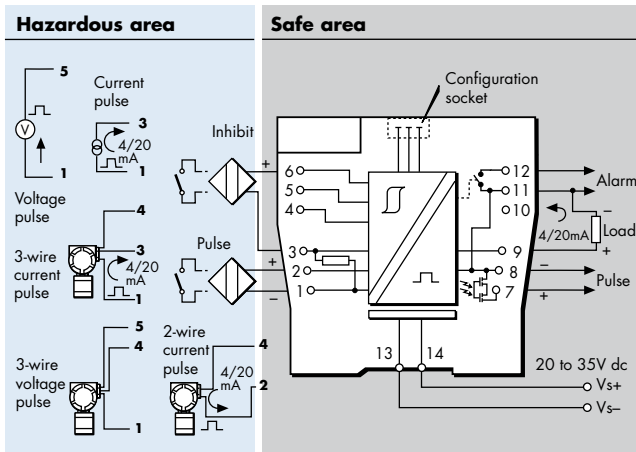 Hazardous area
Safe area
5
V
1
Voltage
pulse
Current
pulse
3
4/20
mA
1
Inhibit
Configuration
socket
+
6
5
4
3
2
1
+
–
Pulse
12
11
10
9
8
7
Alarm
–
Load
+
4/20mA
–
Pulse
+
3-wire
current
pulse
4
3
4/20
mA
1
3-wire
voltage
pulse
5
4
1
2-wire
current
pulse
4
4/20
mA
2
13
14
20 to 35V dc
Vs+
Vs–